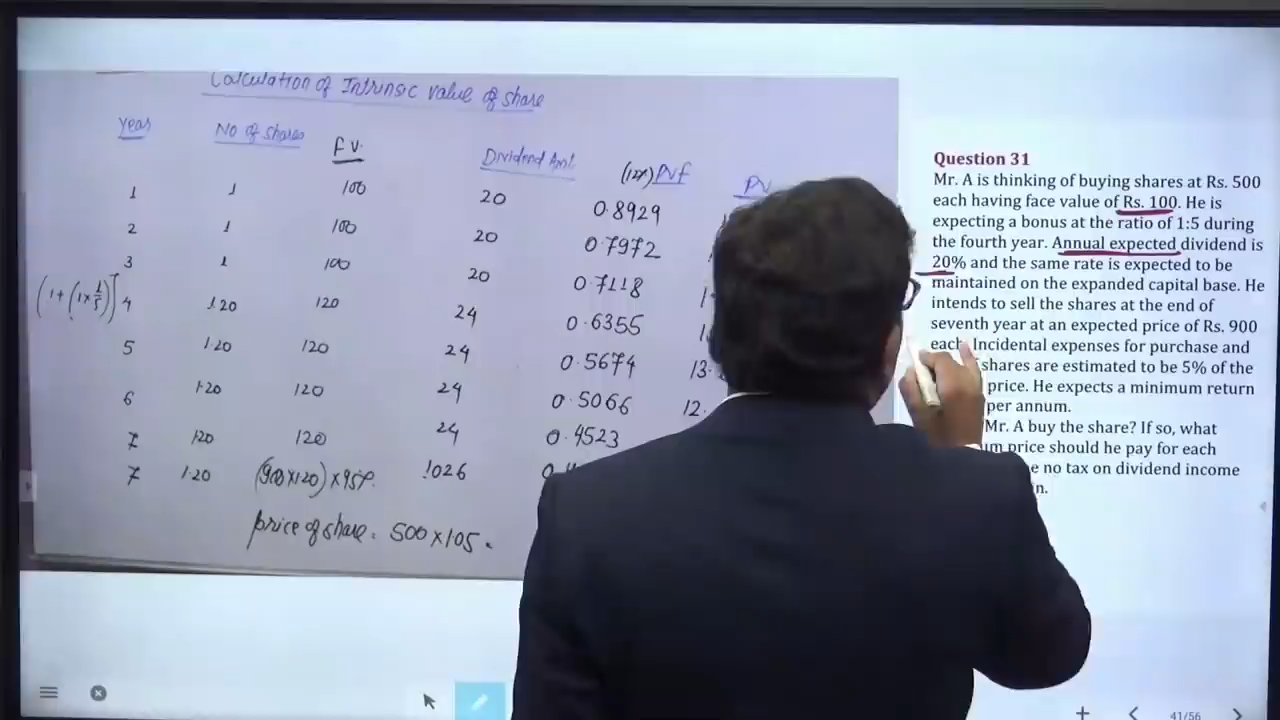 Calculation of Intrinsic value of share
Year No of shares F.V. Dividend Amt. (12%) PVf PV
1 1 100 20 0.8929
2 1 100 20 0.7972
3 1 100 20 0.7118
(1+(1×1/5)) 4 1.20 120 24 0.6355
5 1.20 120 24 0.5674 13.
6 1.20 120 24 0.5066 12.
7 120 120 24 0.4523
7 1.20 (900×120)×95%. 1026
price of share. 500×105.
Question 31
Mr. A is thinking of buying shares at Rs. 500
each having face value of Rs. 100. He is
expecting a bonus at the ratio of 1:5 during
the fourth year. Annual expected dividend is
20% and the same rate is expected to be
maintained on the expanded capital base. He
intends to sell the shares at the end of
seventh year at an expected price of Rs. 900
each. Incidental expenses for purchase and
shares are estimated to be 5% of the
price. He expects a minimum return
per annum.
Mr. A buy the share? If so, what
price should he pay for each
no tax on dividend income
41/56